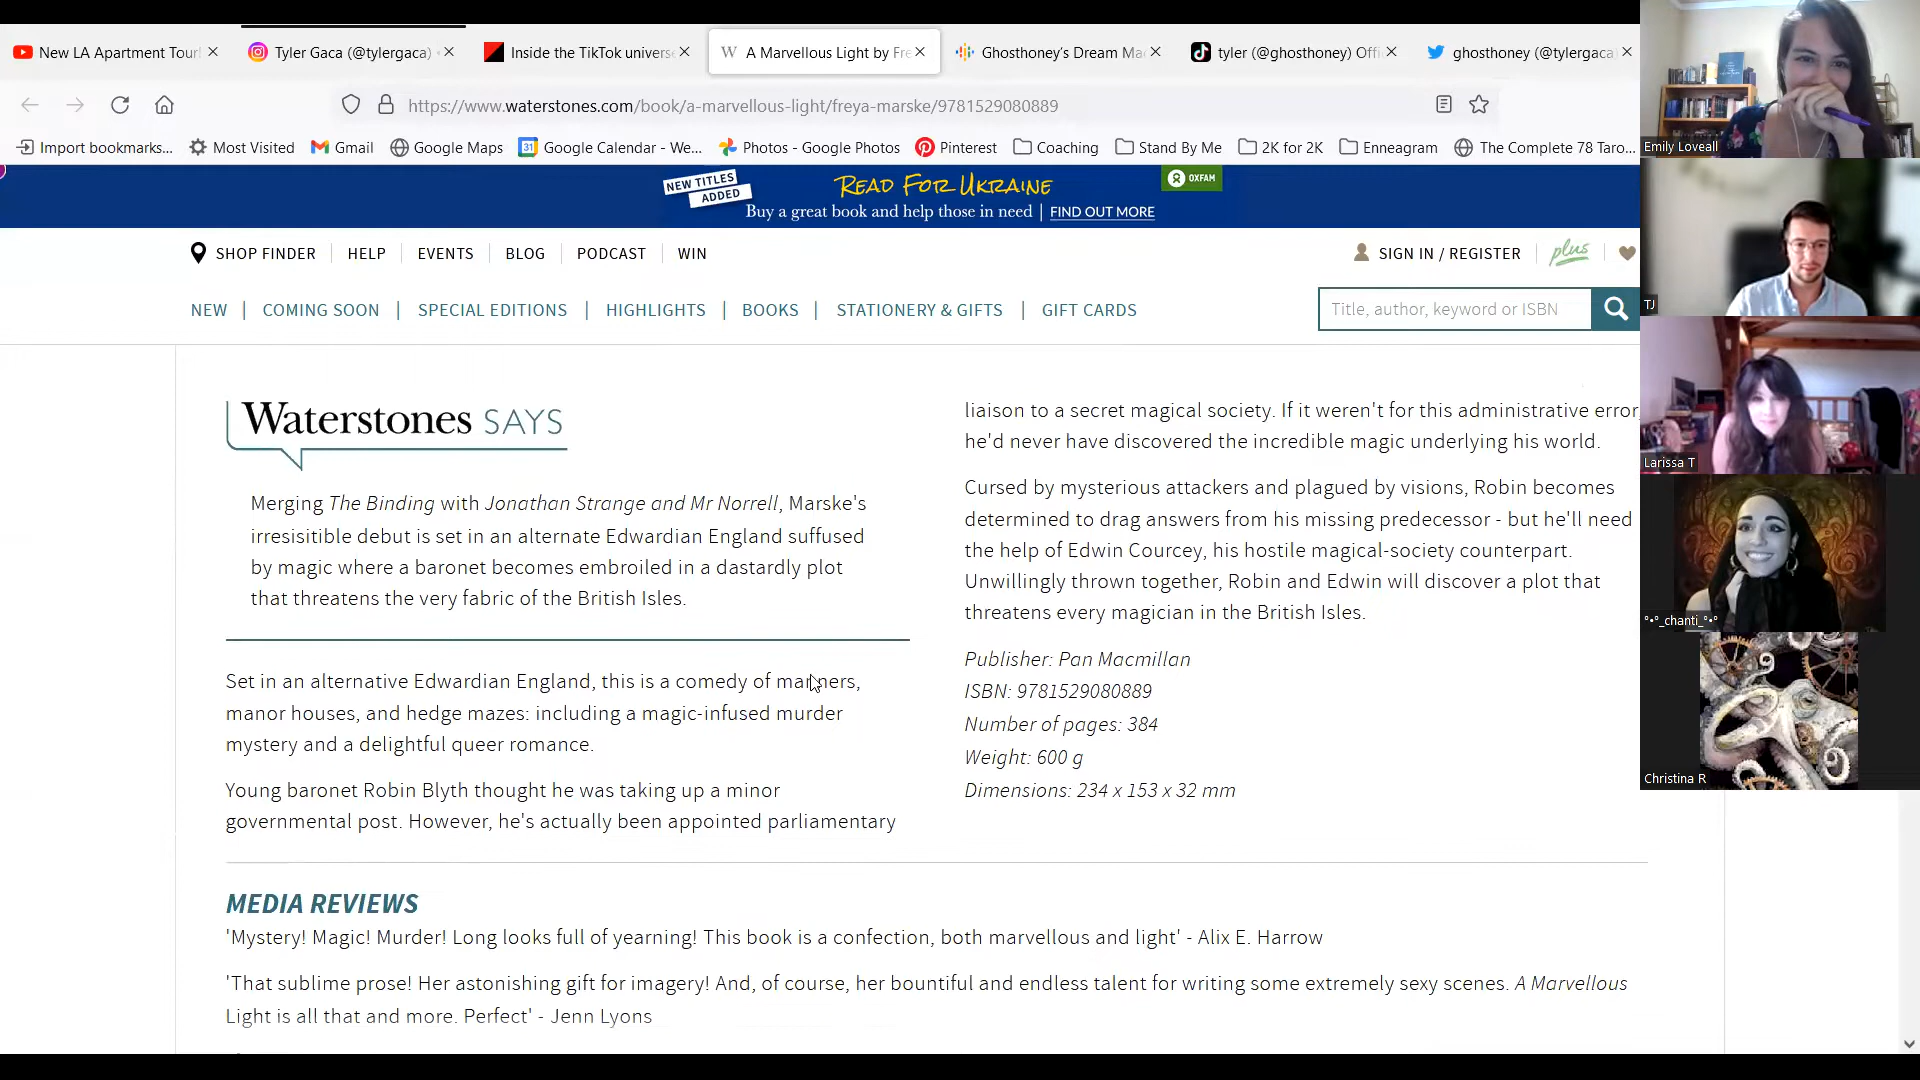 New LA Apartment Tour!
Tyler Gaca (@tylergaca)
Inside the TikTok universe
A Marvellous Light by Fre
Ghosthoney's Dream Ma
tyler (@ghosthoney) Offi
ghosthoney (@tylergaca
https://www.waterstones.com/book/a-marvellous-light/freya-marske/9781529080889
Import bookmarks...
Most Visited
Gmail
Google Maps
31
Google Calendar - We...
Photos - Google Photos
Pinterest
Coaching
Stand By Me
2K for 2K
Enneagram
The Complete 78 Taro...
NEW TITLES
ADDED
READ FOR UKRAINE
OXFAM
Buy a great book and help those in need | FIND OUT MORE
SHOP FINDER
HELP
EVENTS
BLOG
PODCAST
WIN
SIGN IN / REGISTER
plus
NEW | COMING SOON | SPECIAL EDITIONS | HIGHLIGHTS | BOOKS | STATIONERY & GIFTS | GIFT CARDS
Title, author, keyword or ISBN
Waterstones SAYS
Merging The Binding with Jonathan Strange and Mr Norrell, Marske's
irresisitible debut is set in an alternate Edwardian England suffused
by magic where a baronet becomes embroiled in a dastardly plot
that threatens the very fabric of the British Isles.
Set in an alternative Edwardian England, this is a comedy of manners,
manor houses, and hedge mazes: including a magic-infused murder
mystery and a delightful queer romance.
Young baronet Robin Blyth thought he was taking up a minor
governmental post. However, he's actually been appointed parliamentary
liaison to a secret magical society. If it weren't for this administrative error,
he'd never have discovered the incredible magic underlying his world.
Cursed by mysterious attackers and plagued by visions, Robin becomes
determined to drag answers from his missing predecessor - but he'll need
the help of Edwin Courcey, his hostile magical-society counterpart.
Unwillingly thrown together, Robin and Edwin will discover a plot that
threatens every magician in the British Isles.
Publisher: Pan Macmillan
ISBN: 9781529080889
Number of pages: 384
Weight: 600 g
Dimensions: 234 x 153 x 32 mm
MEDIA REVIEWS
'Mystery! Magic! Murder! Long looks full of yearning! This book is a confection, both marvellous and light' - Alix E. Harrow
'That sublime prose! Her astonishing gift for imagery! And, of course, her bountiful and endless talent for writing some extremely sexy scenes. A Marvellous
Light is all that and more. Perfect' - Jenn Lyons
Emily Loveall
TJ
Larissa T
°•°_chanti_°•°
Christina R